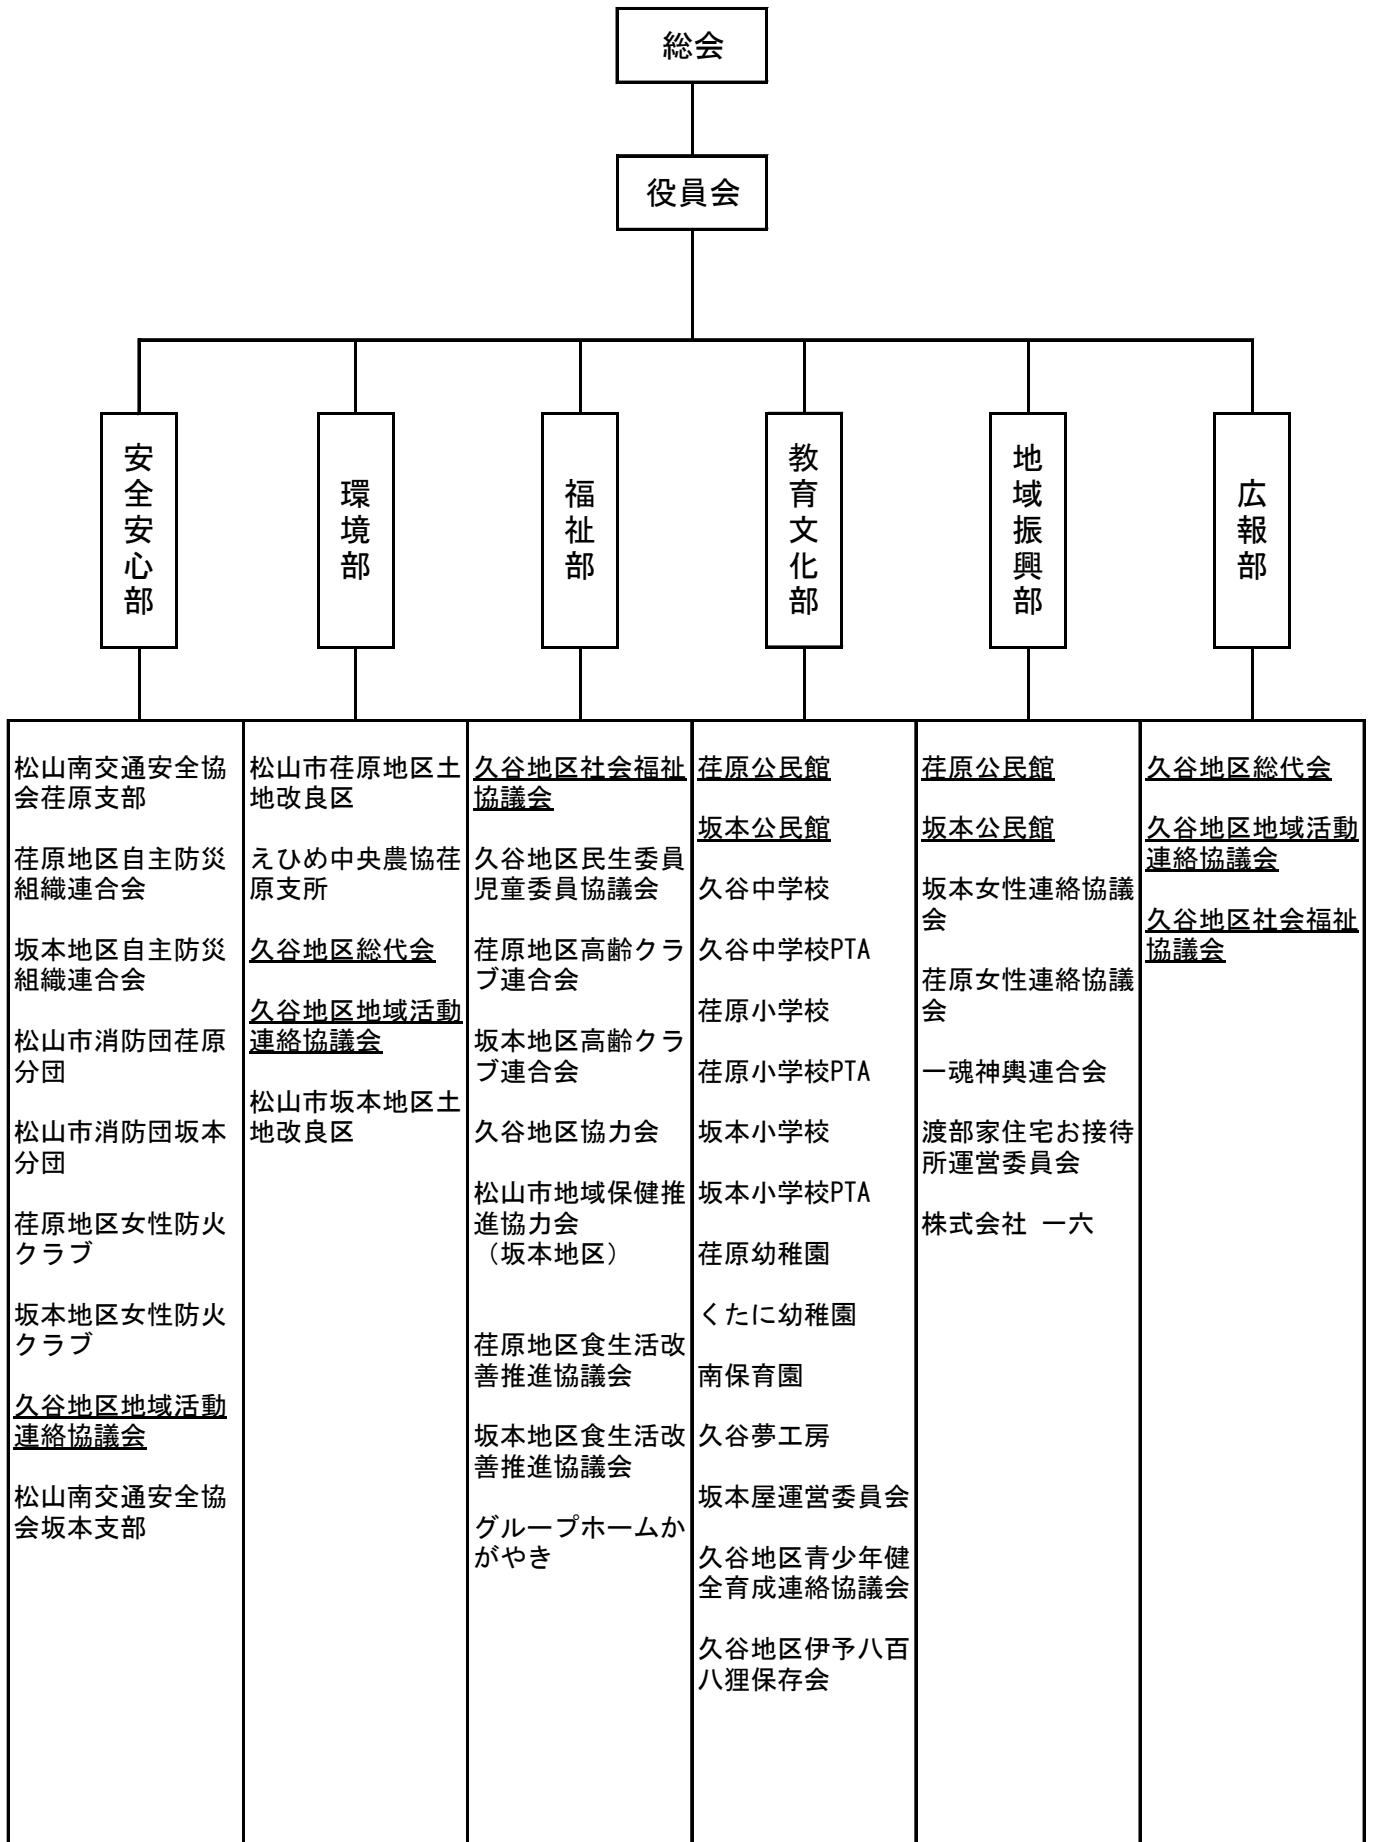 総会
役員会
安全安心部
環境部
福祉部
教育文化部
地域振興部
広報部
松山南交通安全協
会荏原支部
荏原地区自主防災
組織連合会
坂本地区自主防災
組織連合会
松山市消防団荏原
分団
松山市消防団坂本
分団
荏原地区女性防火
クラブ
坂本地区女性防火
クラブ
久谷地区地域活動
連絡協議会
松山南交通安全協
会坂本支部
松山市荏原地区土
地改良区
えひめ中央農協荏
原支所
久谷地区総代会
久谷地区地域活動
連絡協議会
松山市坂本地区土
地改良区
久谷地区社会福祉
協議会
久谷地区民生委員
児童委員協議会
荏原地区高齢クラ
ブ連合会
坂本地区高齢クラ
ブ連合会
久谷地区協力会
松山市地域保健推
進協力会
（坂本地区）
荏原地区食生活改
善推進協議会
坂本地区食生活改
善推進協議会
グループホームか
がやき
荏原公民館
坂本公民館
久谷中学校
久谷中学校PTA
荏原小学校
荏原小学校PTA
坂本小学校
坂本小学校PTA
荏原幼稚園
くたに幼稚園
南保育園
久谷夢工房
坂本屋運営委員会
久谷地区青少年健
全育成連絡協議会
久谷地区伊予八百
八狸保存会
荏原公民館
坂本公民館
坂本女性連絡協議
会
荏原女性連絡協議
会
一魂神輿連合会
渡部家住宅お接待
所運営委員会
株式会社 一六
久谷地区総代会
久谷地区地域活動
連絡協議会
久谷地区社会福祉
協議会